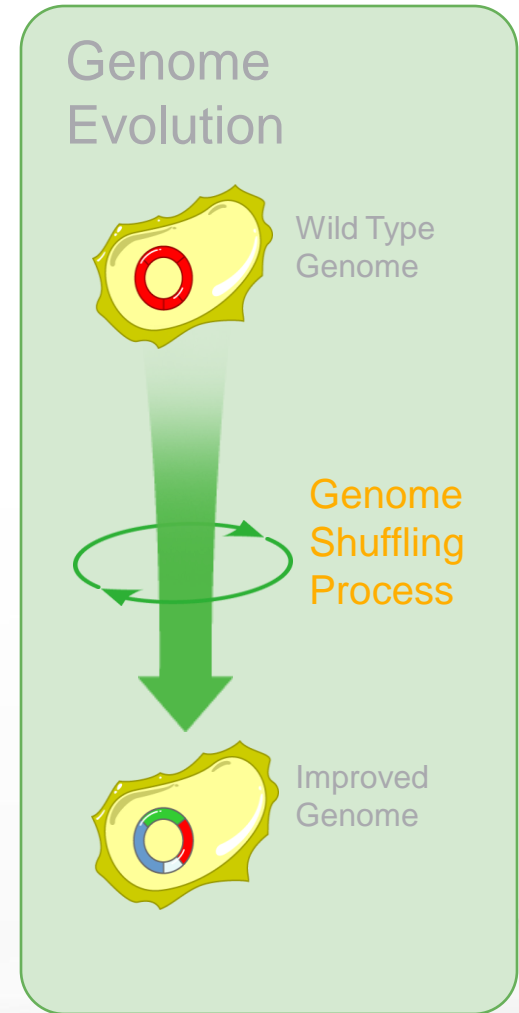 Genome
Evolution
Wild Type
Genome
Genome
Shuffling
Process
Improved
Genome